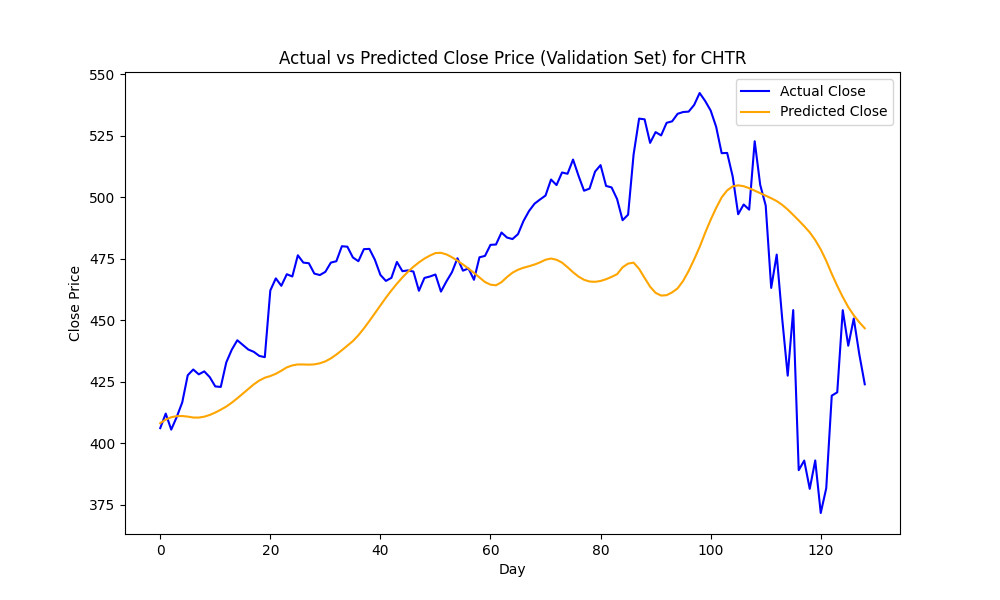 Actual vs Predicted Close Price (Validation Set) for CHTR
Actual Close
Predicted Close
Close Price
550
525
500
475
450
425
400
375
0 20 40 60 80 100 120
Day